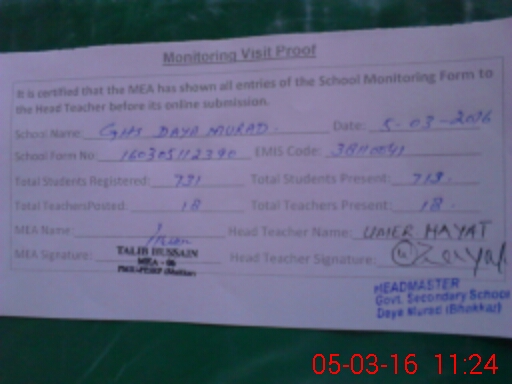 Monitoring Visit Proof
It is certified that the MEA has shown all entries of the School Monitoring Form to
the Head Teacher before its online submission.
School Name: GHS DAYA MURAD. Date: 5-03-2016
School Form No: 160305112390 EMIS Code:
Total Students Registered: 731 Total Students Present: 713.
Total Teachers Posted: 18 Total Teachers Present: 18.
MEA Name: Head Teacher Name: UMER HAYAT
MEA Signature: TALIB HUSSAIN Head Teacher Signature:
MEA - 06
HEADMASTER
Govt. Secondary School
Daya Murad (Bhakkar)
05-03-16 11:24